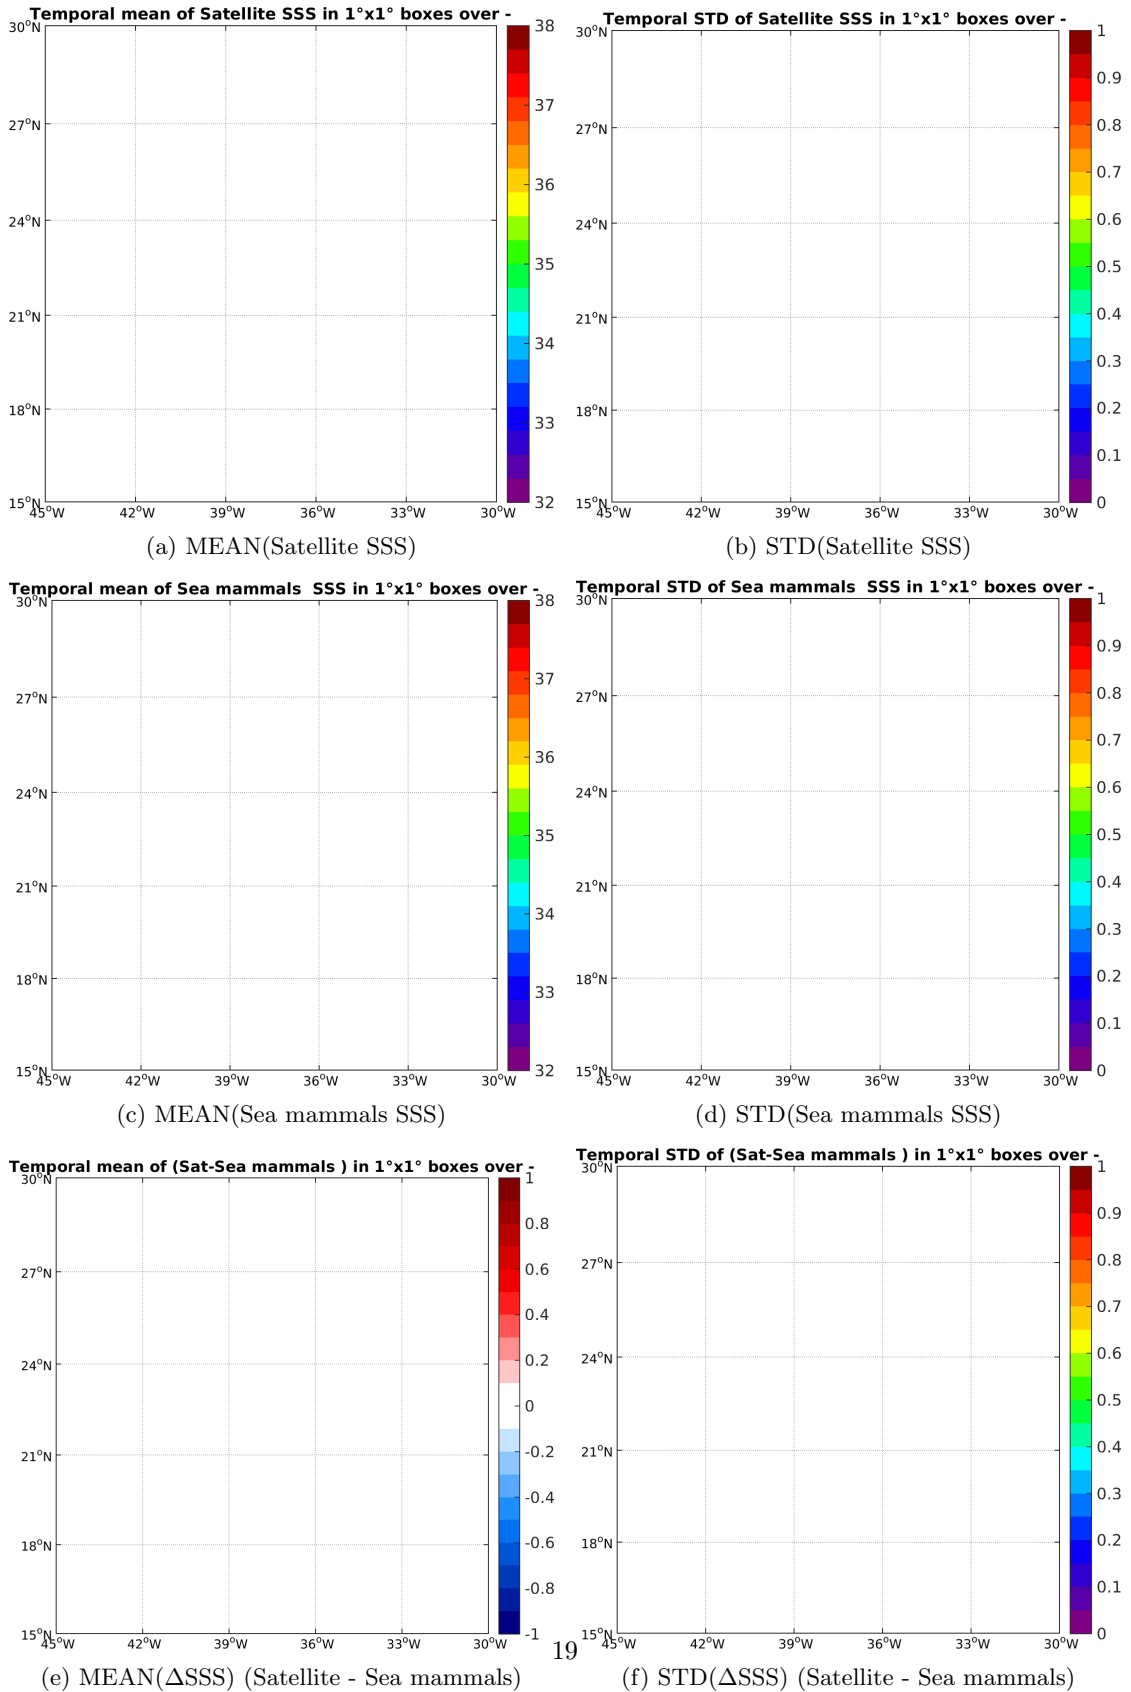 Temporal mean of Satellite SSS in 1°x1° boxes over -
30°N
27°N
24°N
21°N
18°N
15°N
45°W 42°W 39°W 36°W 33°W 30°W
38
37
36
35
34
33
32
(a) MEAN(Satellite SSS)
Temporal STD of Satellite SSS in 1°x1° boxes over -
30°N
27°N
24°N
21°N
18°N
15°N
45°W 42°W 39°W 36°W 33°W 30°W
1
0.9
0.8
0.7
0.6
0.5
0.4
0.3
0.2
0.1
0
(b) STD(Satellite SSS)
Temporal mean of Sea mammals  SSS in 1°x1° boxes over -
30°N
27°N
24°N
21°N
18°N
15°N
45°W 42°W 39°W 36°W 33°W 30°W
38
37
36
35
34
33
32
(c) MEAN(Sea mammals SSS)
Temporal STD of Sea mammals  SSS in 1°x1° boxes over -
30°N
27°N
24°N
21°N
18°N
15°N
45°W 42°W 39°W 36°W 33°W 30°W
1
0.9
0.8
0.7
0.6
0.5
0.4
0.3
0.2
0.1
0
(d) STD(Sea mammals SSS)
Temporal mean of (Sat-Sea mammals ) in 1°x1° boxes over -
30°N
27°N
24°N
21°N
18°N
15°N
45°W 42°W 39°W 36°W 33°W 30°W
1
0.8
0.6
0.4
0.2
0
-0.2
-0.4
-0.6
-0.8
-1
(e) MEAN(ΔSSS) (Satellite - Sea mammals)
Temporal STD of (Sat-Sea mammals ) in 1°x1° boxes over -
30°N
27°N
24°N
21°N
18°N
15°N
45°W 42°W 39°W 36°W 33°W 30°W
1
0.9
0.8
0.7
0.6
0.5
0.4
0.3
0.2
0.1
0
(f) STD(ΔSSS) (Satellite - Sea mammals)
19